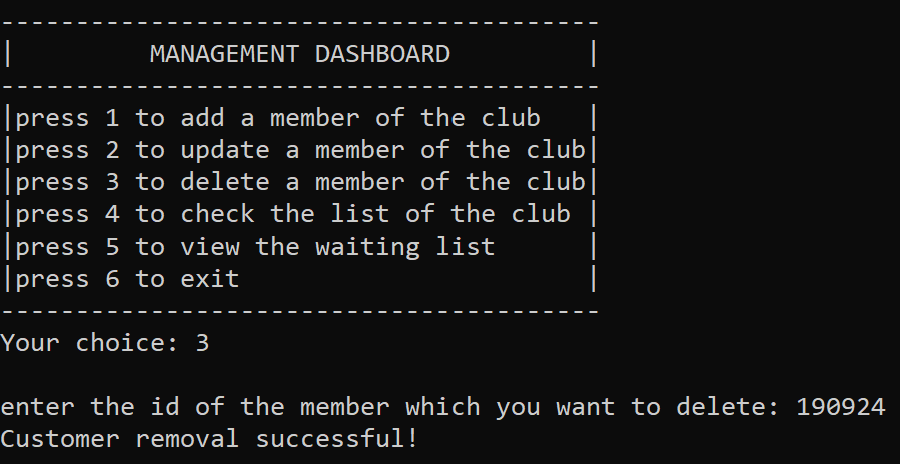 ----------------------------------------
|         MANAGEMENT DASHBOARD         |
----------------------------------------
|press 1 to add a member of the club   |
|press 2 to update a member of the club|
|press 3 to delete a member of the club|
|press 4 to check the list of the club |
|press 5 to view the waiting list      |
|press 6 to exit                       |
----------------------------------------
Your choice: 3

enter the id of the member which you want to delete: 190924
Customer removal successful!